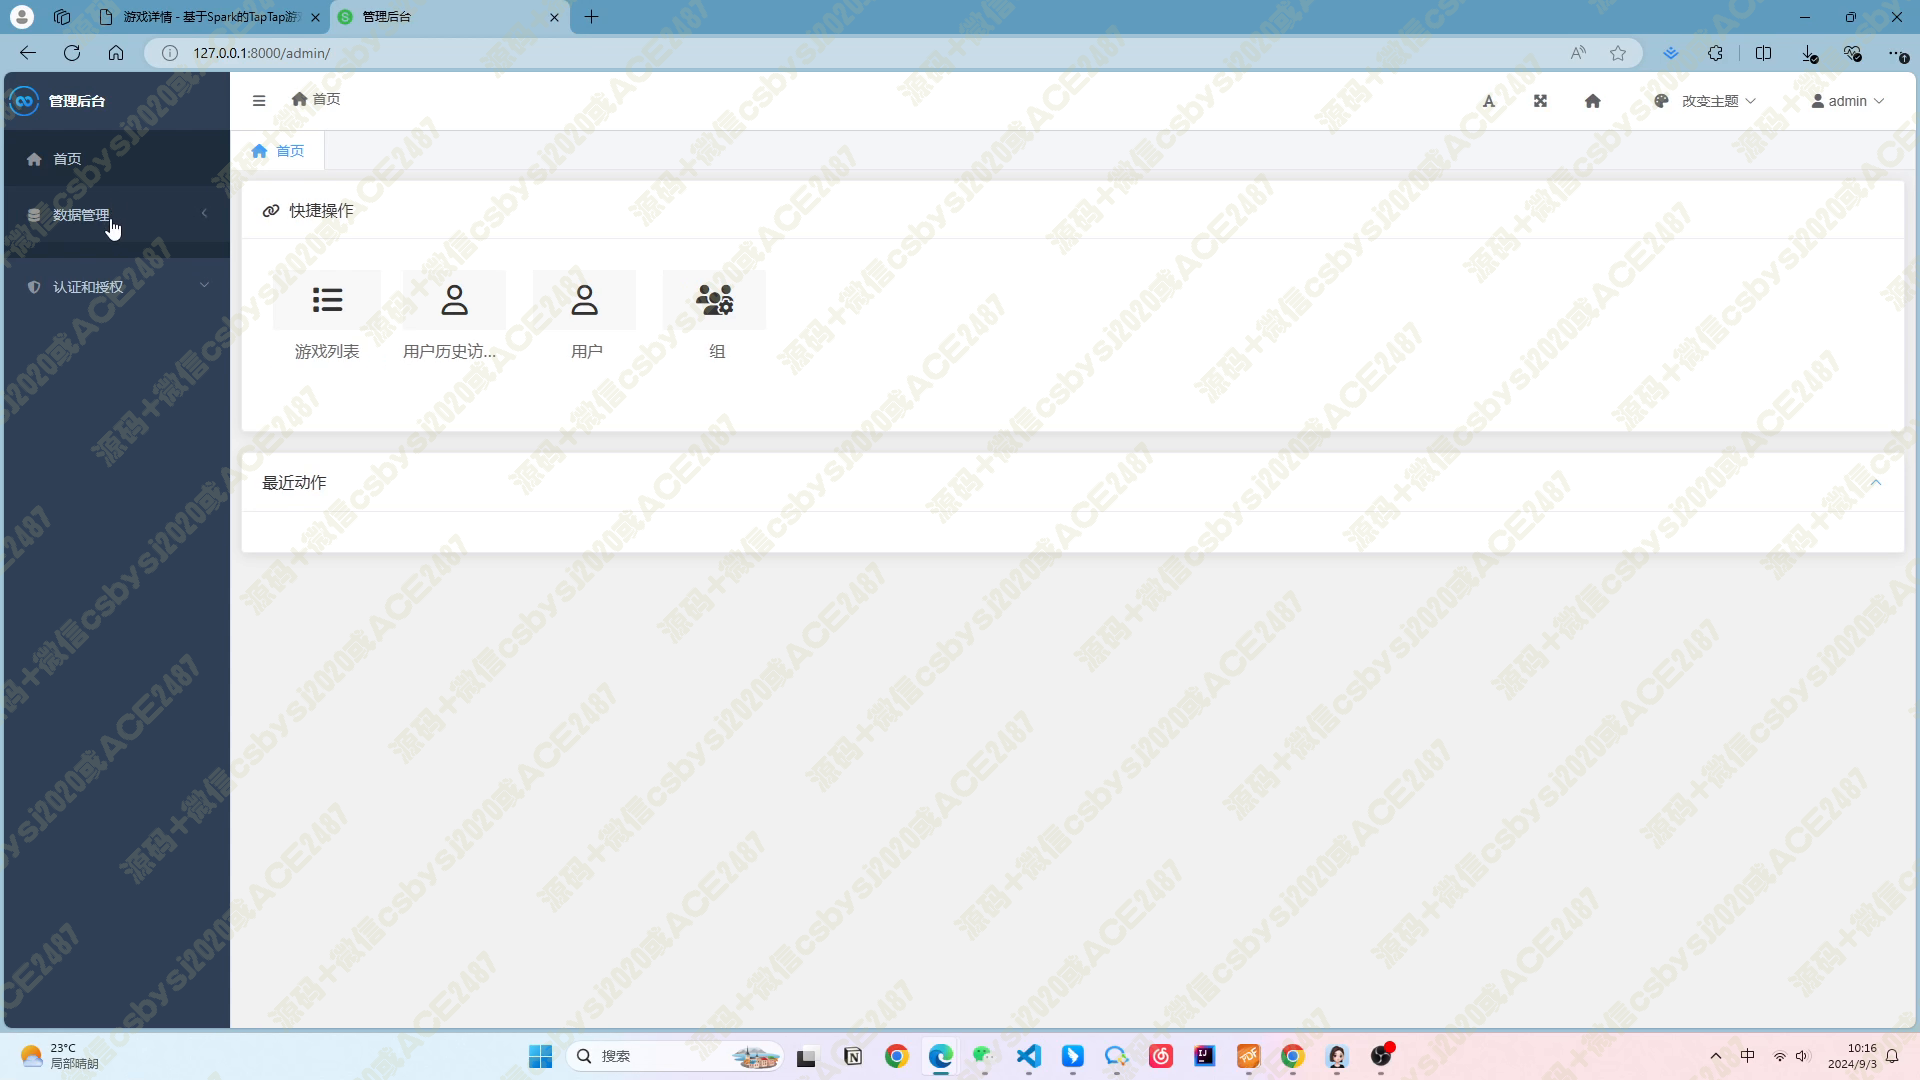 游戏详情 - 基于Spark的TapTap游
管理后台
127.0.0.1:8000/admin/
管理后台
首页
改变主题
admin
首页
数据管理
认证和授权
首页
快捷操作
游戏列表
用户历史访...
用户
组
最近动作
源码+微信csbysj2020或ACE2487
23°C
局部晴朗
搜索
中
10:16
2024/9/3